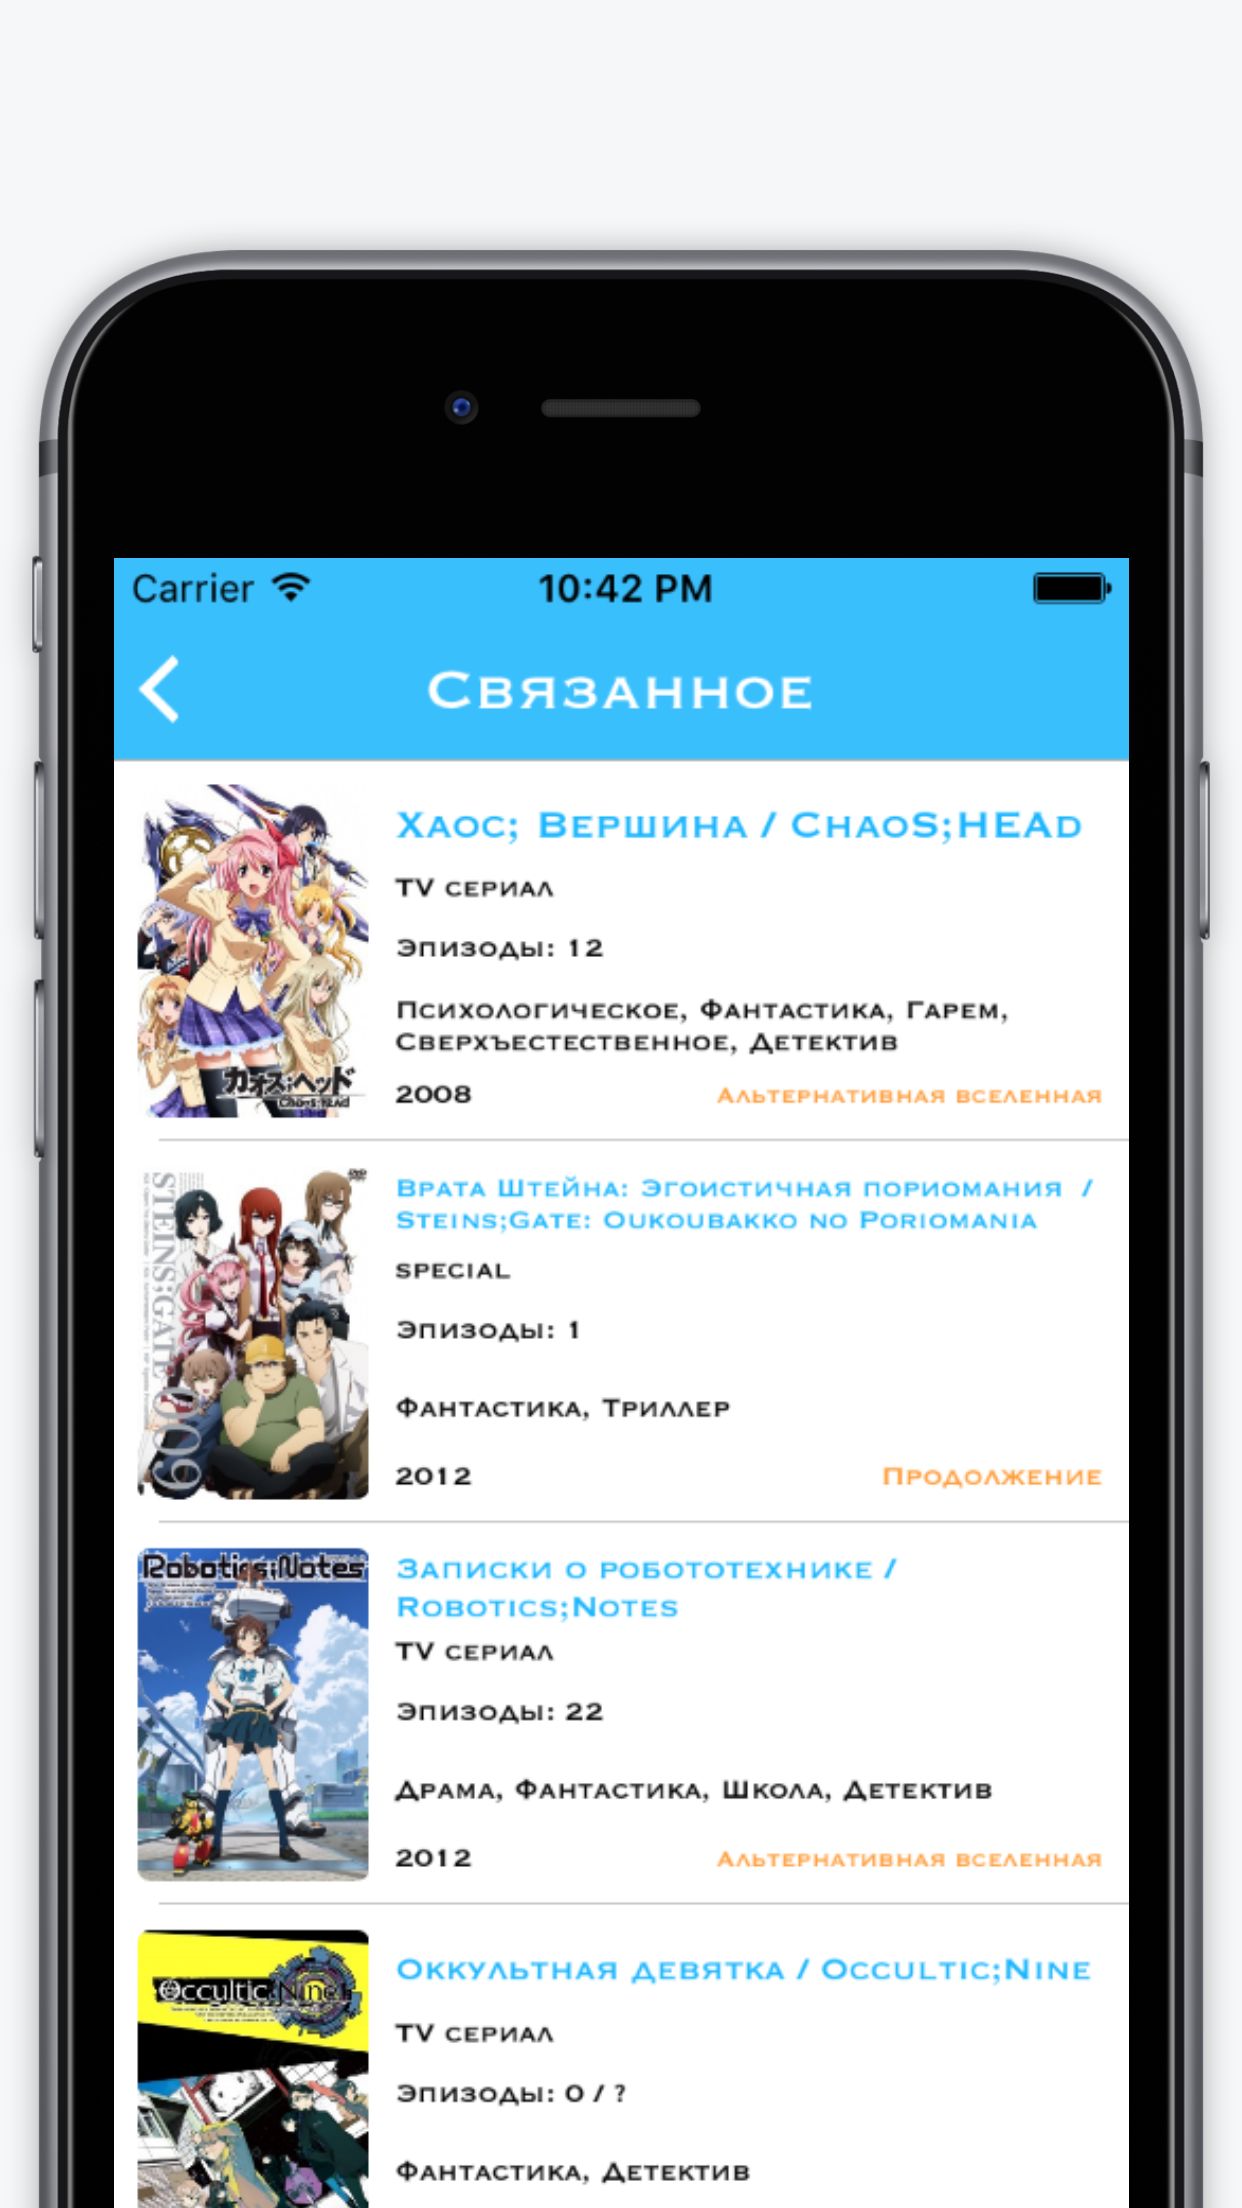 Carrier 10:42 PM
Связанное
Хаос; Вершина / ChaoS;HEAd
カオス;ヘッド
ChaoS;HEAd
TV сериал
Эпизоды: 12
Психологическое, Фантастика, Гарем,
Сверхъестественное, Детектив
2008 Альтернативная вселенная
STEINS;GATE 009
Врата Штейна: Эгоистичная пориомания /
Steins;Gate: Oukoubakko no Poriomania
special
Эпизоды: 1
Фантастика, Триллер
2012 Продолжение
Robotics;Notes
Записки о робототехнике /
Robotics;Notes
TV сериал
Эпизоды: 22
Драма, Фантастика, Школа, Детектив
2012 Альтернативная вселенная
Occultic;Nine
Оккультная девятка / Occultic;Nine
TV сериал
Эпизоды: 0 / ?
Фантастика, Детектив